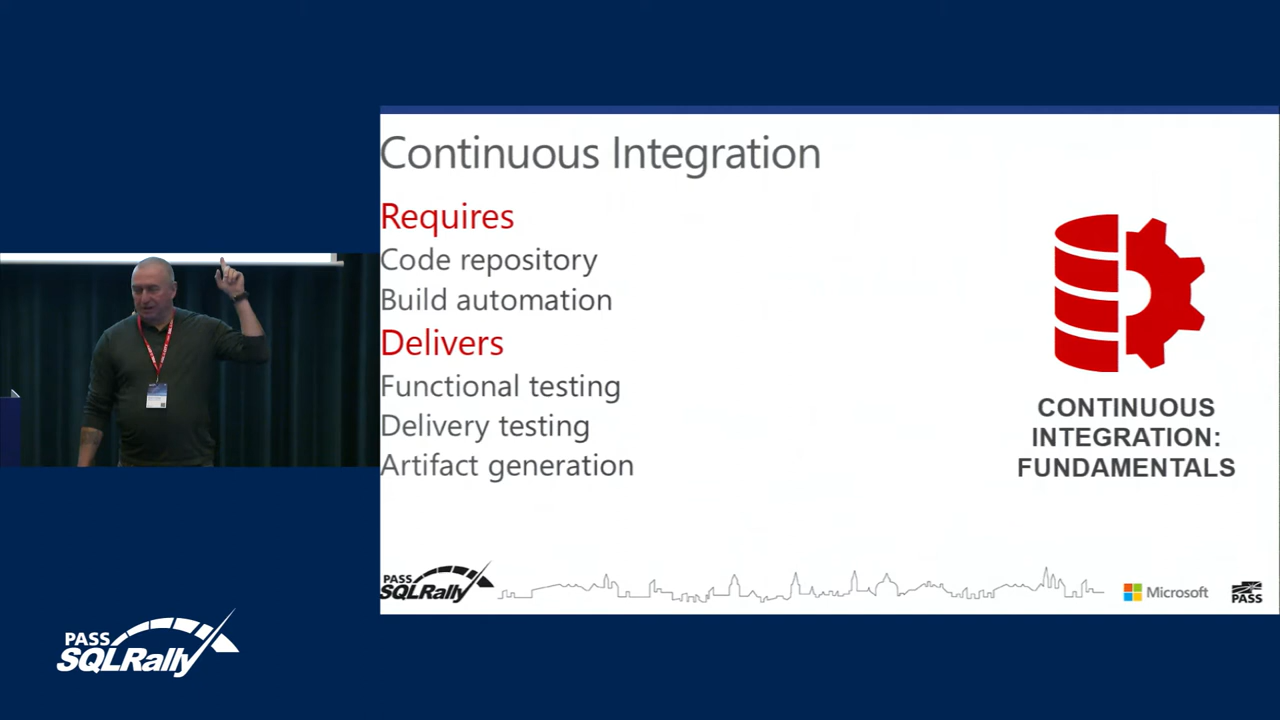 Continuous Integration
Requires
Code repository
Build automation
Delivers
Functional testing
Delivery testing
Artifact generation
CONTINUOUS
INTEGRATION:
FUNDAMENTALS
PASS
SQLRally
Microsoft
PASS
PASS
SQLRally